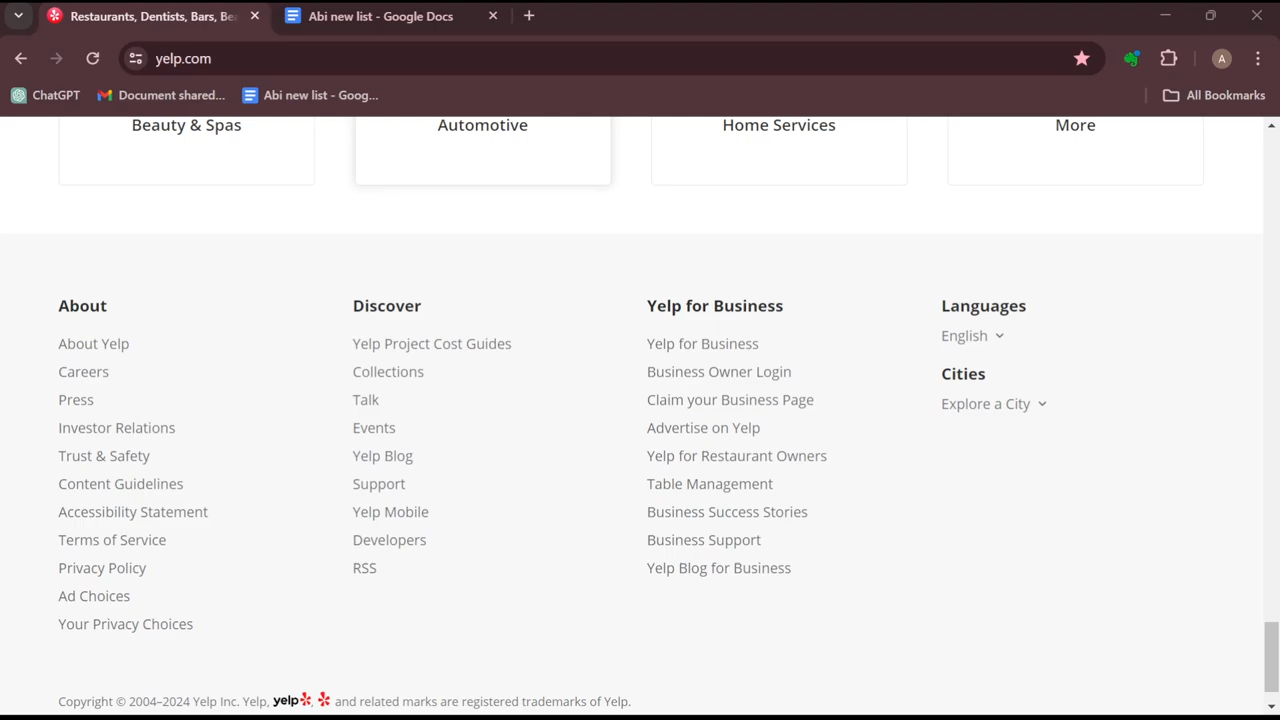 Restaurants, Dentists, Bars, Be
Abi new list - Google Docs
yelp.com
A
ChatGPT
Document shared...
Abi new list - Goog...
All Bookmarks
Beauty & Spas
Automotive
Home Services
More
About
About Yelp
Careers
Press
Investor Relations
Trust & Safety
Content Guidelines
Accessibility Statement
Terms of Service
Privacy Policy
Ad Choices
Your Privacy Choices
Discover
Yelp Project Cost Guides
Collections
Talk
Events
Yelp Blog
Support
Yelp Mobile
Developers
RSS
Yelp for Business
Yelp for Business
Business Owner Login
Claim your Business Page
Advertise on Yelp
Yelp for Restaurant Owners
Table Management
Business Success Stories
Business Support
Yelp Blog for Business
Languages
English
Cities
Explore a City
Copyright © 2004–2024 Yelp Inc. Yelp, yelp, and related marks are registered trademarks of Yelp.